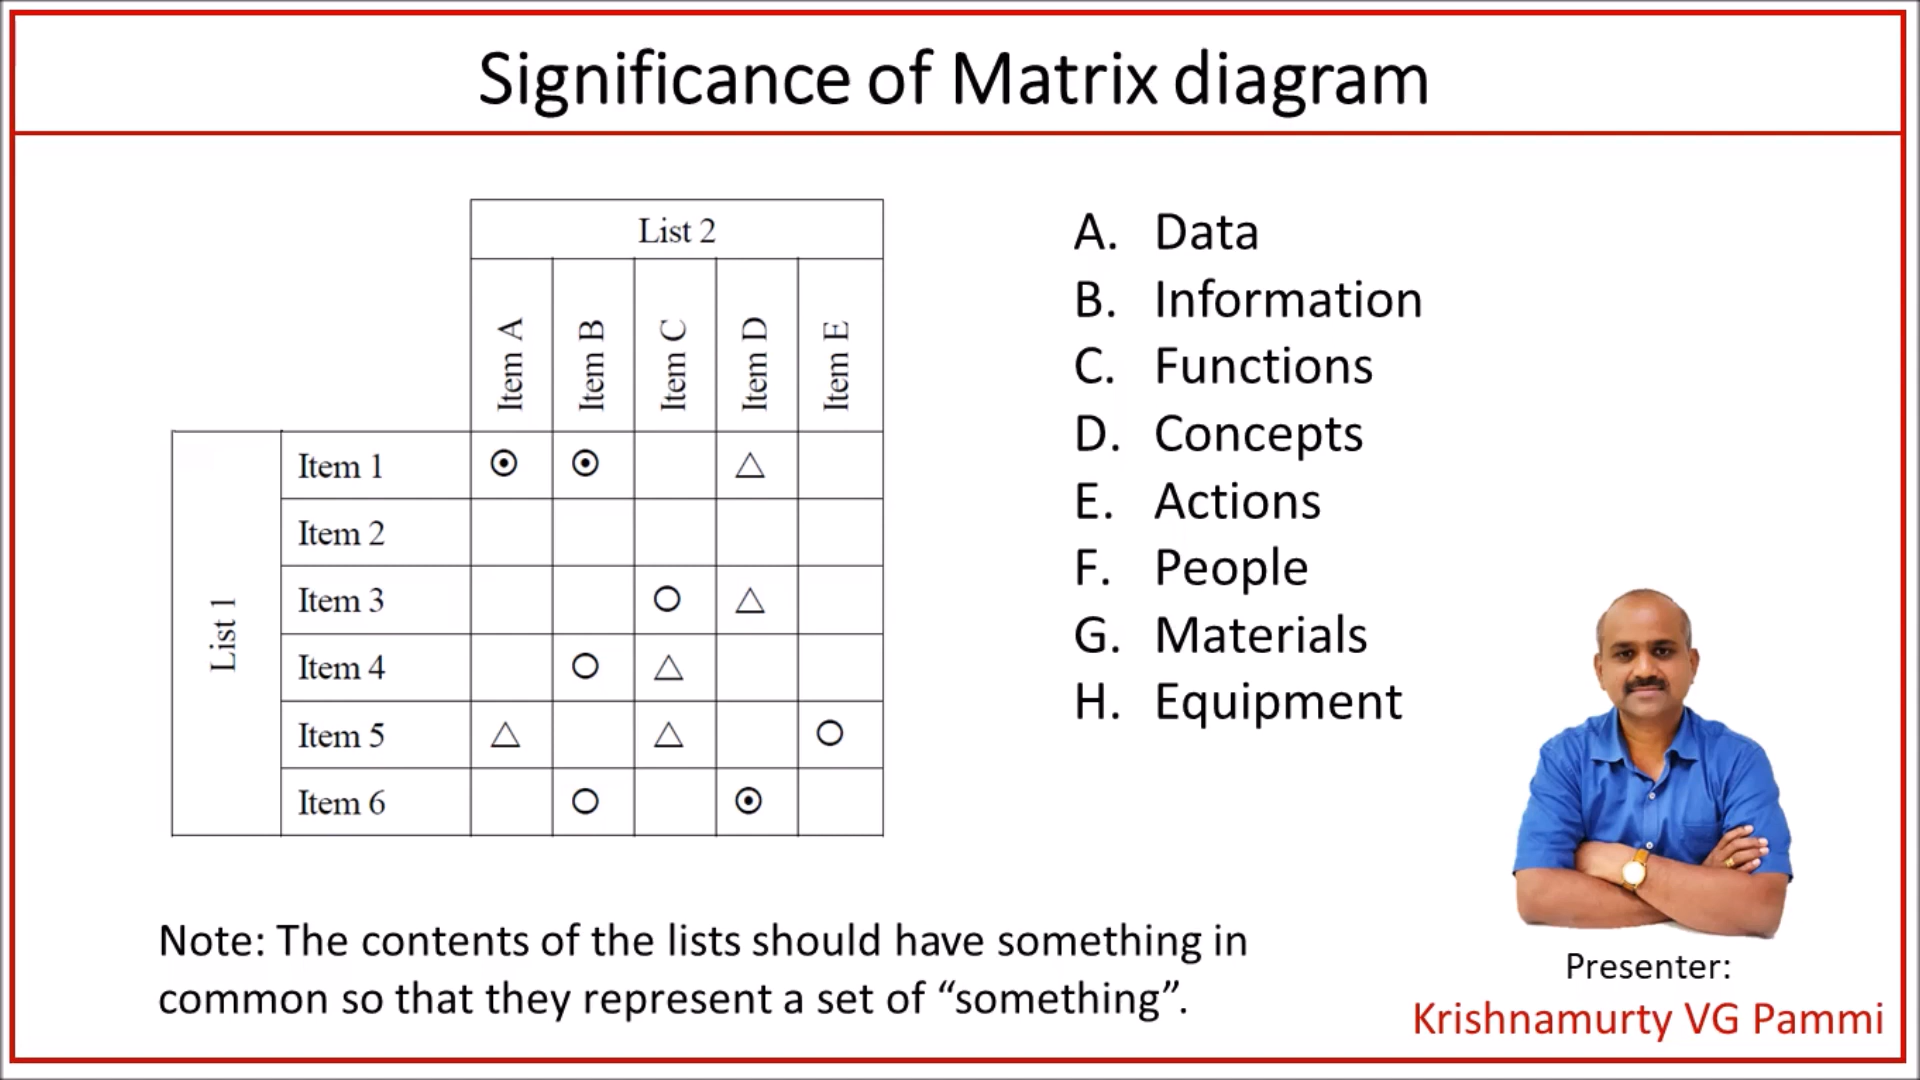 Significance of Matrix diagram
List 2
Item A
Item B
Item C
Item D
Item E
List 1
Item 1
Item 2
Item 3
Item 4
Item 5
Item 6
A. Data
B. Information
C. Functions
D. Concepts
E. Actions
F. People
G. Materials
H. Equipment
Note: The contents of the lists should have something in
common so that they represent a set of “something”.
Presenter:
Krishnamurty VG Pammi